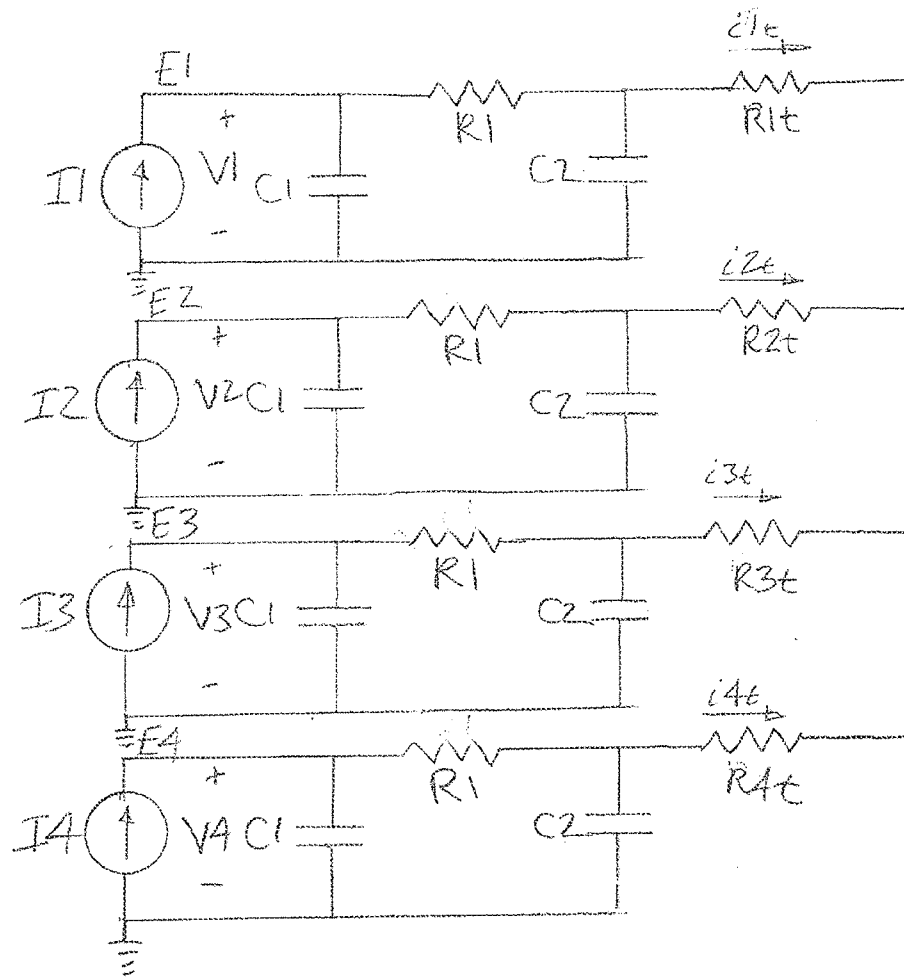 i1t
E1
+
R1
R1t
I1
V1
C1
C2
-
i2t
E2
+
R1
R2t
I2
V2
C1
C2
-
i3t
E3
+
R1
R3t
I3
V3
C1
C2
-
i4t
E4
+
R1
R4t
I4
V4
C1
C2
-